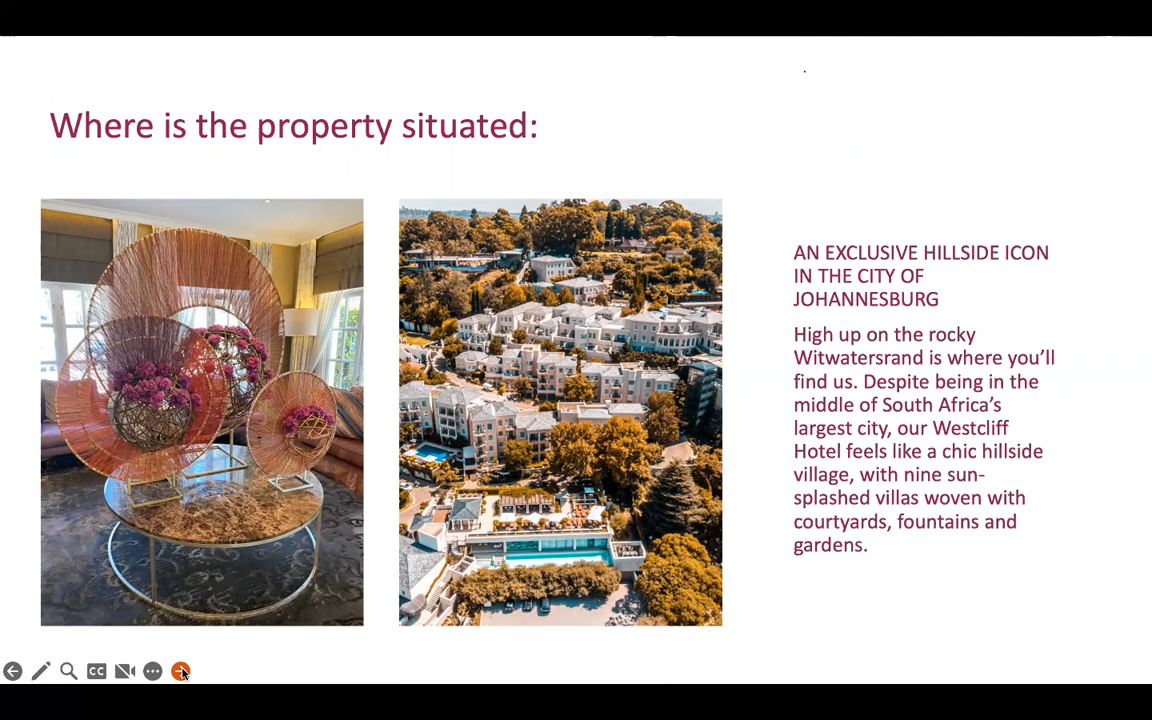 Where is the property situated:
AN EXCLUSIVE HILLSIDE ICON
IN THE CITY OF
JOHANNESBURG
High up on the rocky
Witwatersrand is where you’ll
find us. Despite being in the
middle of South Africa’s
largest city, our Westcliff
Hotel feels like a chic hillside
village, with nine sun-
splashed villas woven with
courtyards, fountains and
gardens.
CC